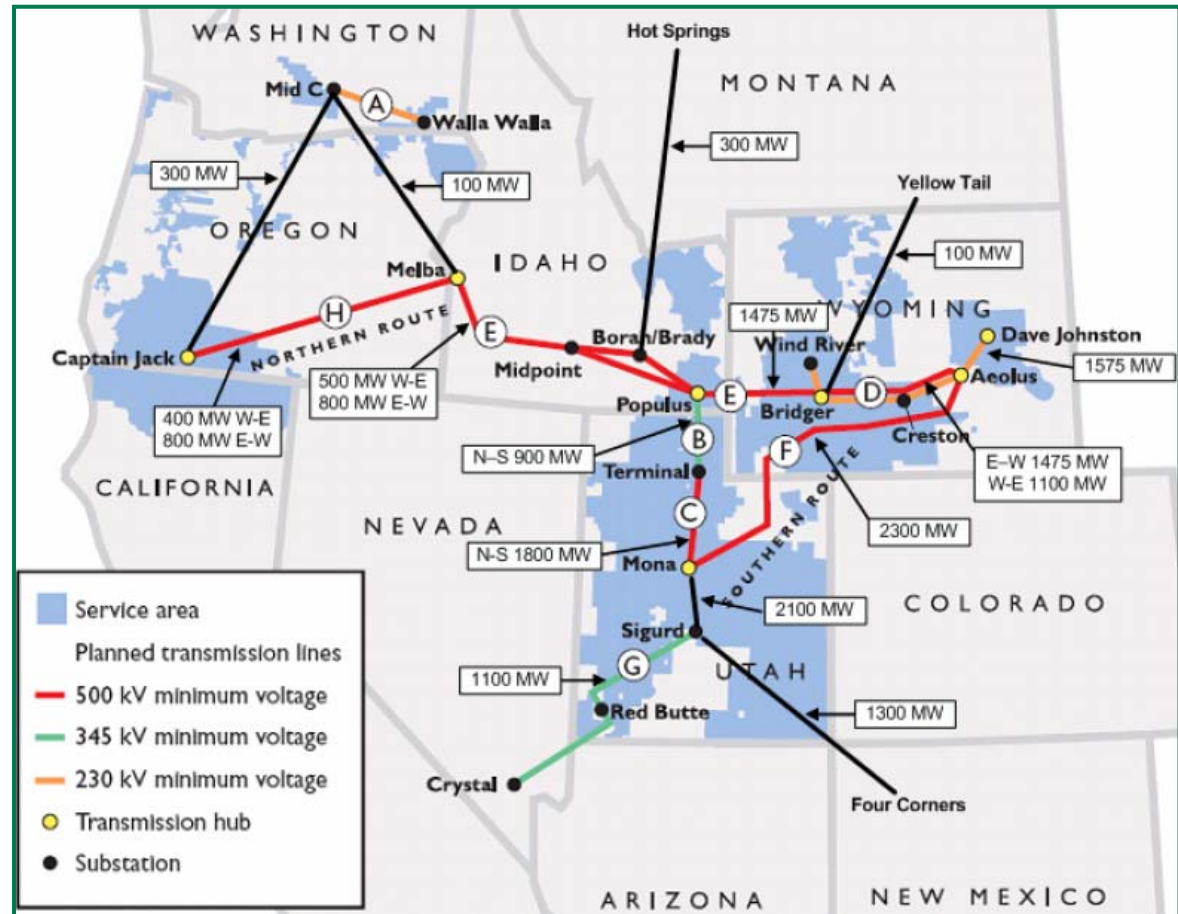 WASHINGTON
Hot Springs
MONTANA
Mid C
A
Walla Walla
300 MW
100 MW
300 MW
Yellow Tail
OREGON
100 MW
Melba
IDAHO
WYOMING
1475 MW
H
NORTHERN ROUTE
E
Borah/Brady
Wind River
Dave Johnston
Captain Jack
Midpoint
1575 MW
Aeolus
500 MW W-E
800 MW E-W
Populus
E
Bridger
D
Creston
400 MW W-E
800 MW E-W
N–S 900 MW
B
F
E–W 1475 MW
W-E 1100 MW
Terminal
CALIFORNIA
NEVADA
C
SOUTHERN ROUTE
2300 MW
N-S 1800 MW
Mona
2100 MW
COLORADO
Sigurd
G
UTAH
1100 MW
Red Butte
1300 MW
Crystal
Four Corners
ARIZONA
NEW MEXICO
Service area
Planned transmission lines
500 kV minimum voltage
345 kV minimum voltage
230 kV minimum voltage
Transmission hub
Substation